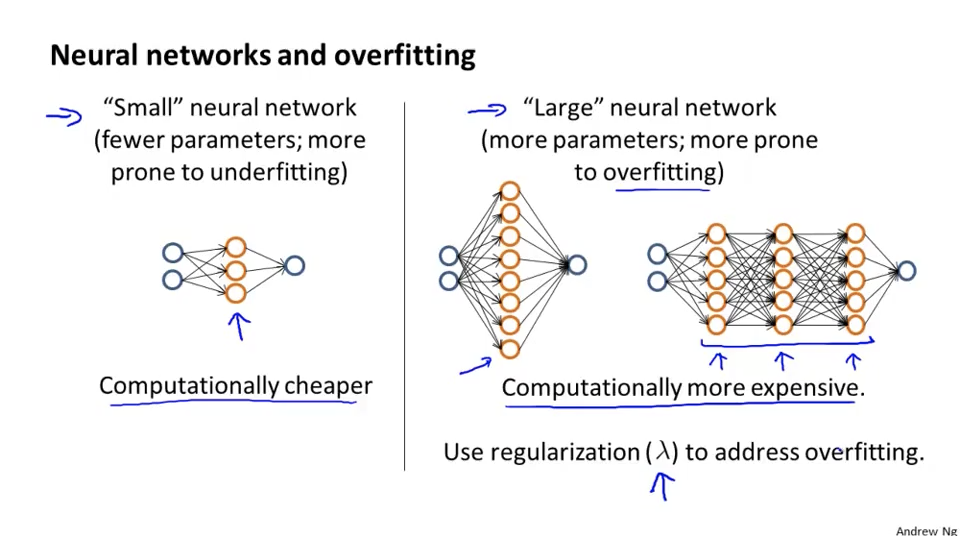 Neural networks and overfitting
“Small” neural network
(fewer parameters; more
prone to underfitting)
Computationally cheaper
“Large” neural network
(more parameters; more prone
to overfitting)
Computationally more expensive.
Use regularization (λ) to address overfitting.
Andrew Ng